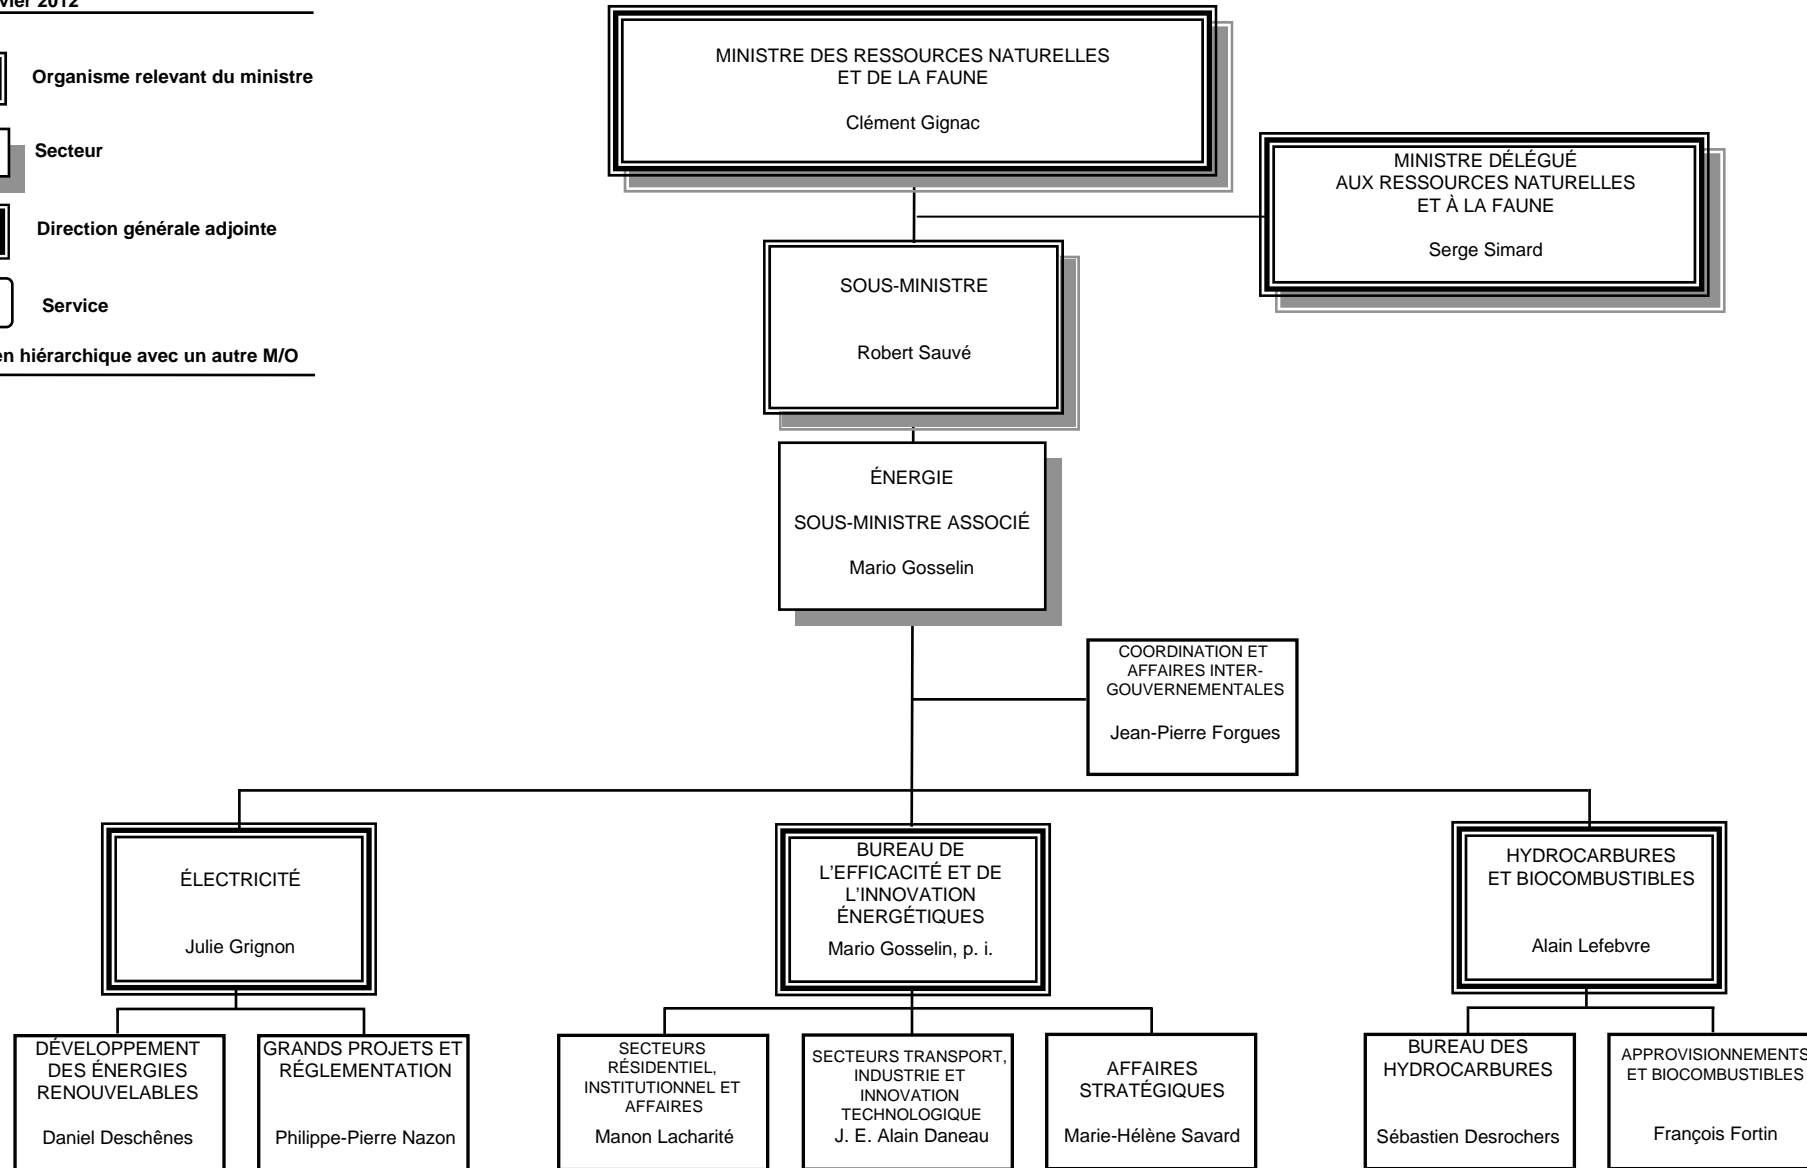 2012
Organisme relevant du ministre
Secteur
Direction générale adjointe
Service
hiérarchique avec un autre M/O
MINISTRE DES RESSOURCES NATURELLES
ET DE LA FAUNE
Clément Gignac
MINISTRE DÉLÉGUÉ
AUX RESSOURCES NATURELLES
ET À LA FAUNE
Serge Simard
SOUS-MINISTRE
Robert Sauvé
ÉNERGIE
SOUS-MINISTRE ASSOCIÉ
Mario Gosselin
COORDINATION ET
AFFAIRES INTER-
GOUVERNEMENTALES
Jean-Pierre Forgues
ÉLECTRICITÉ
Julie Grignon
BUREAU DE
L'EFFICACITÉ ET DE
L'INNOVATION
ÉNERGÉTIQUES
Mario Gosselin, p. i.
HYDROCARBURES
ET BIOCOMBUSTIBLES
Alain Lefebvre
DÉVELOPPEMENT
DES ÉNERGIES
RENOUVELABLES
Daniel Deschênes
GRANDS PROJETS ET
RÉGLEMENTATION
Philippe-Pierre Nazon
SECTEURS
RÉSIDENTIEL,
INSTITUTIONNEL ET
AFFAIRES
Manon Lacharité
SECTEURS TRANSPORT,
INDUSTRIE ET
INNOVATION
TECHNOLOGIQUE
J. E. Alain Daneau
AFFAIRES
STRATÉGIQUES
Marie-Hélène Savard
BUREAU DES
HYDROCARBURES
Sébastien Desrochers
APPROVISIONNEMENTS
ET BIOCOMBUSTIBLES
François Fortin